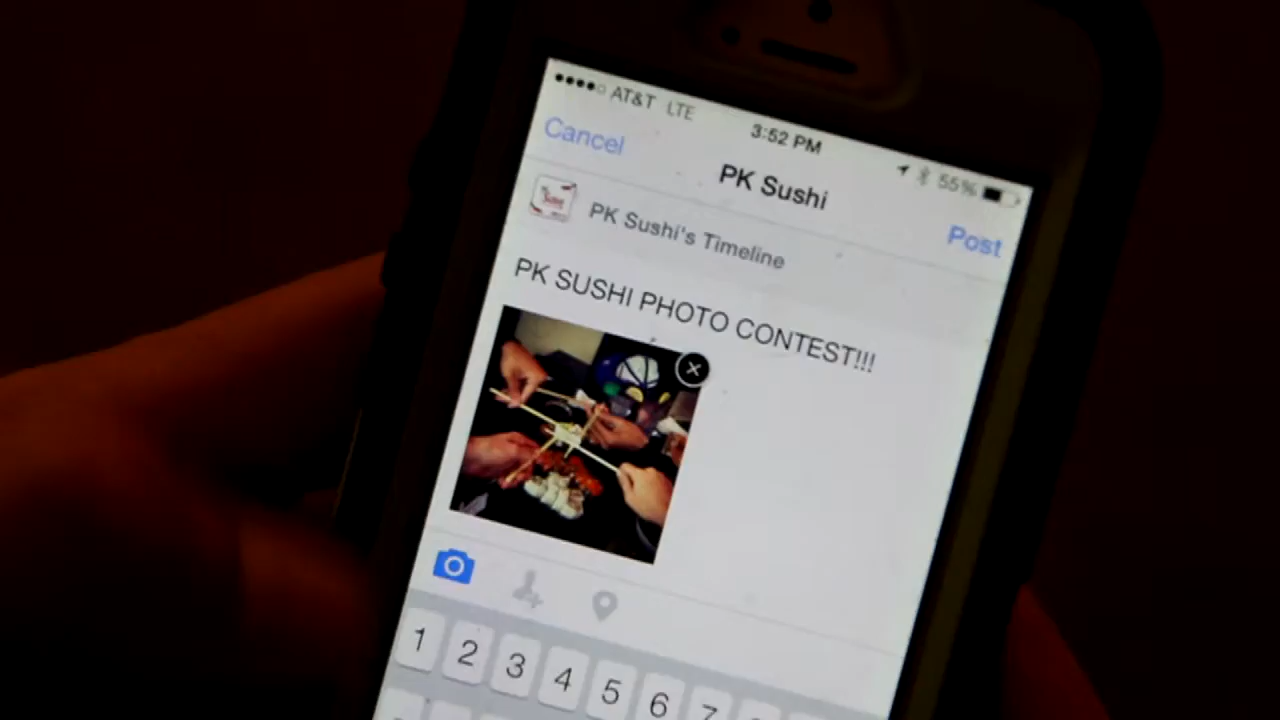 AT&T LTE
3:52 PM
55%
Cancel
PK Sushi
Post
PK Sushi's Timeline
PK SUSHI PHOTO CONTEST!!!
1 2 3 4 5 6 7